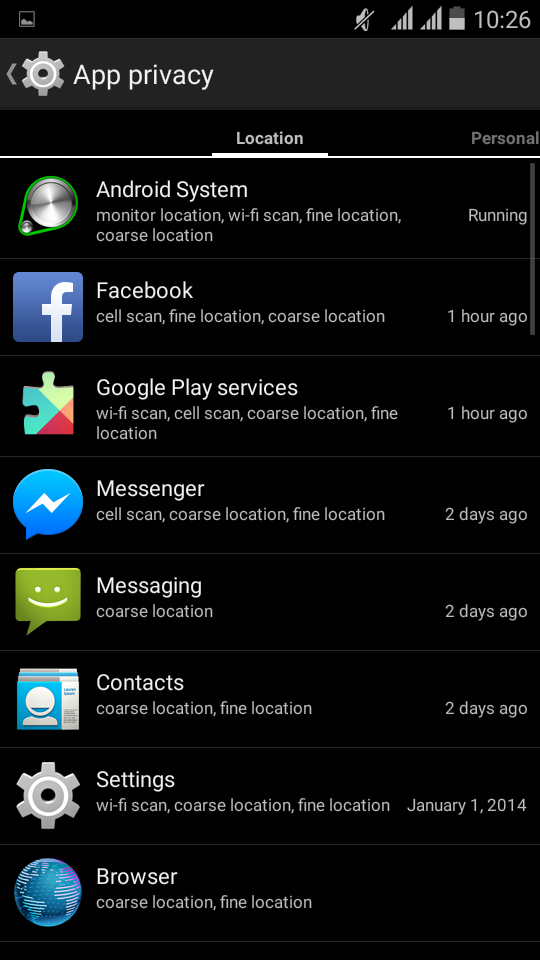 10:26
App privacy
Location
Personal
Android System
monitor location, wi-fi scan, fine location,
Running
coarse location
Facebook
cell scan, fine location, coarse location
1 hour ago
Google Play services
wi-fi scan, cell scan, coarse location, fine
1 hour ago
location
Messenger
cell scan, coarse location, fine location
2 days ago
Messaging
coarse location
2 days ago
Contacts
coarse location, fine location
2 days ago
Settings
wi-fi scan, coarse location, fine location
January 1, 2014
Browser
coarse location, fine location